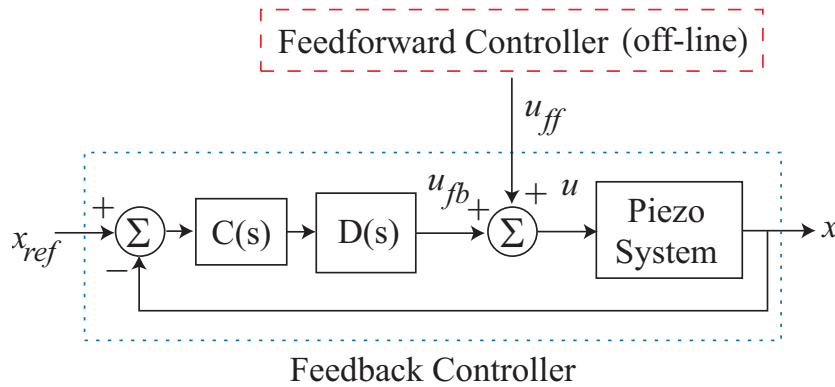 Feedforward Controller (off-line)
u_ff
x_ref
+
−
Σ
C(s)
D(s)
u_fb
+
+
Σ
u
Piezo
System
x
Feedback Controller